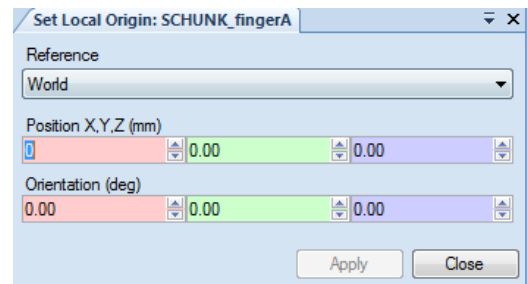 Set Local Origin: SCHUNK_fingerA
Reference
World
Position X,Y,Z (mm)
0 0.00 0.00
Orientation (deg)
0.00 0.00 0.00
Apply Close